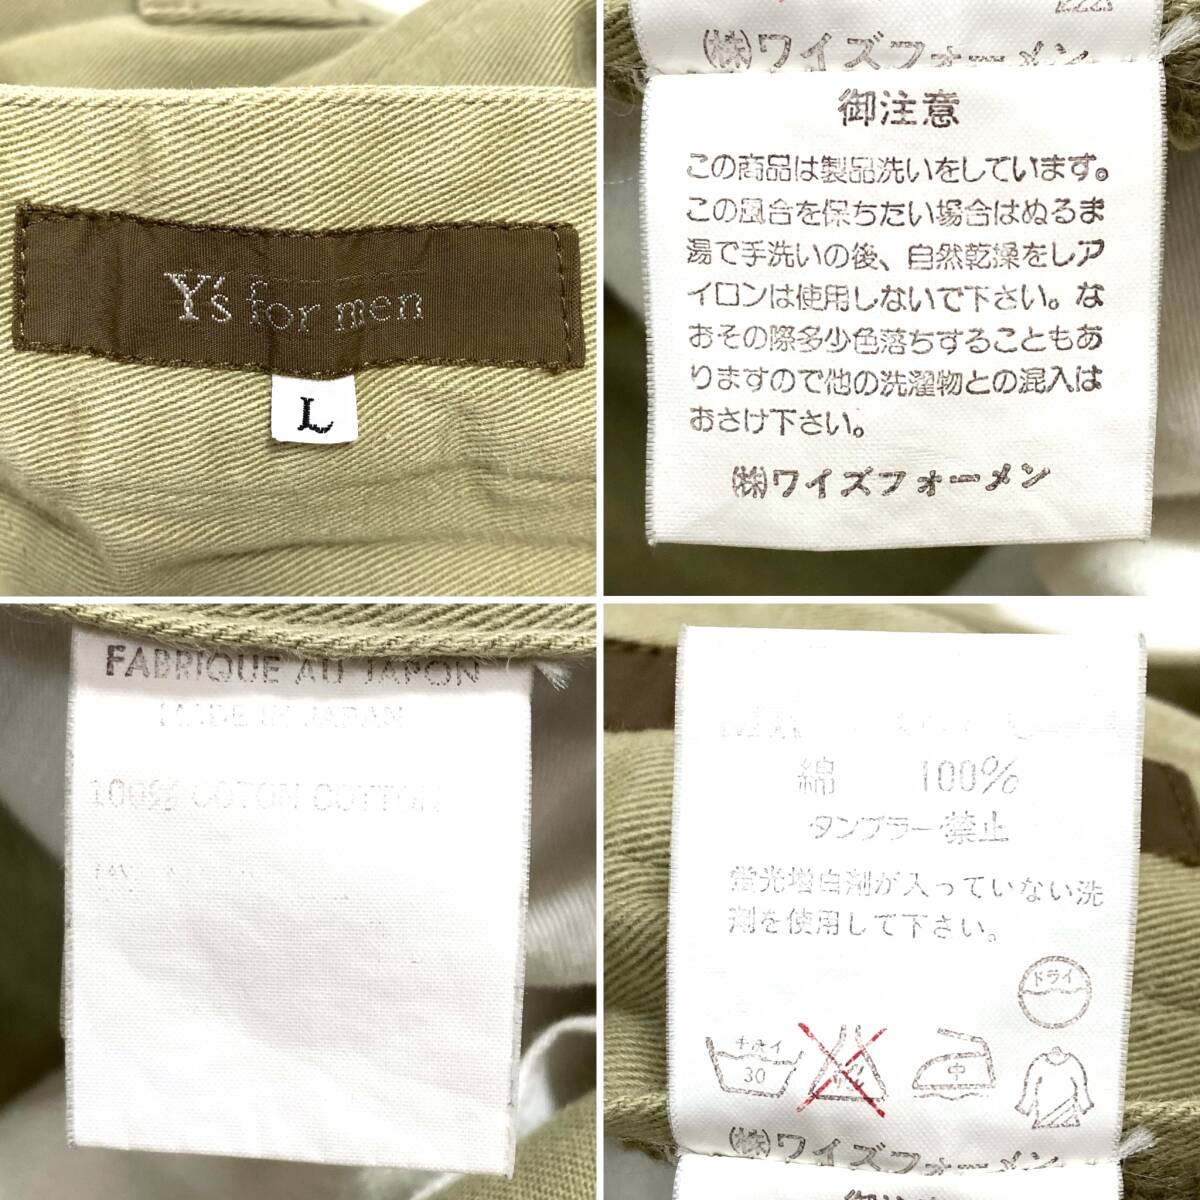 Y's for men
L
(株)ワイズフォーメン
御注意
この商品は製品洗いをしています。
この風合を保ちたい場合はぬるま
湯で手洗いの後、自然乾燥をしア
イロンは使用しないで下さい。な
おその際多少色落ちすることもあ
りますので他の洗濯物との混入は
おさけ下さい。
(株)ワイズフォーメン
FABRIQUE AU JAPON
MADE IN JAPAN
100% COTON COTTON
綿 100%
タンブラー禁止
蛍光増白剤が入っていない洗
剤を使用して下さい。
ドライ
30
中
(株)ワイズフォーメン
御注意